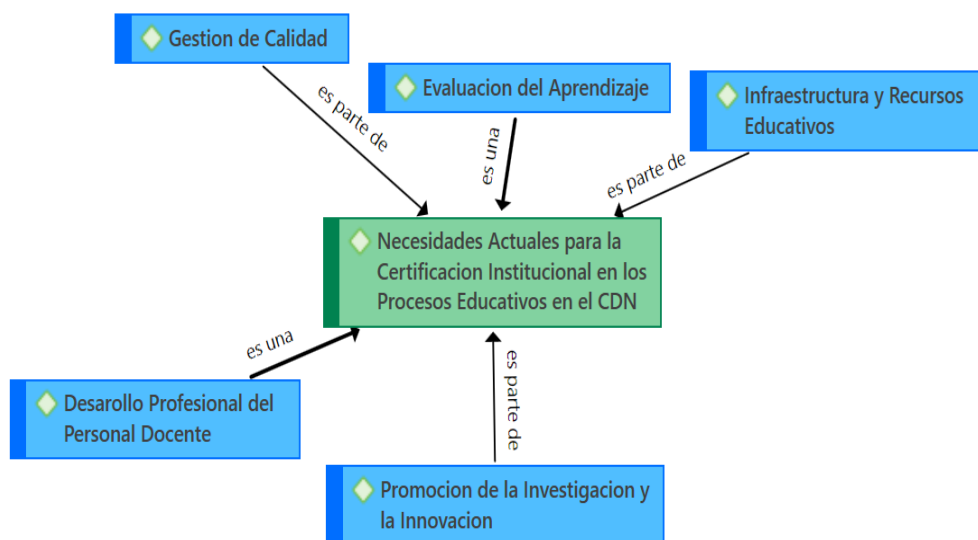 Gestion de Calidad
Evaluacion del Aprendizaje
Infraestructura y Recursos
Educativos
es parte de
es una
es parte de
Necesidades Actuales para la
Certificacion Institucional en los
Procesos Educativos en el CDN
es una
es parte de
Desarollo Profesional del
Personal Docente
Promocion de la Investigacion y
la Innovacion